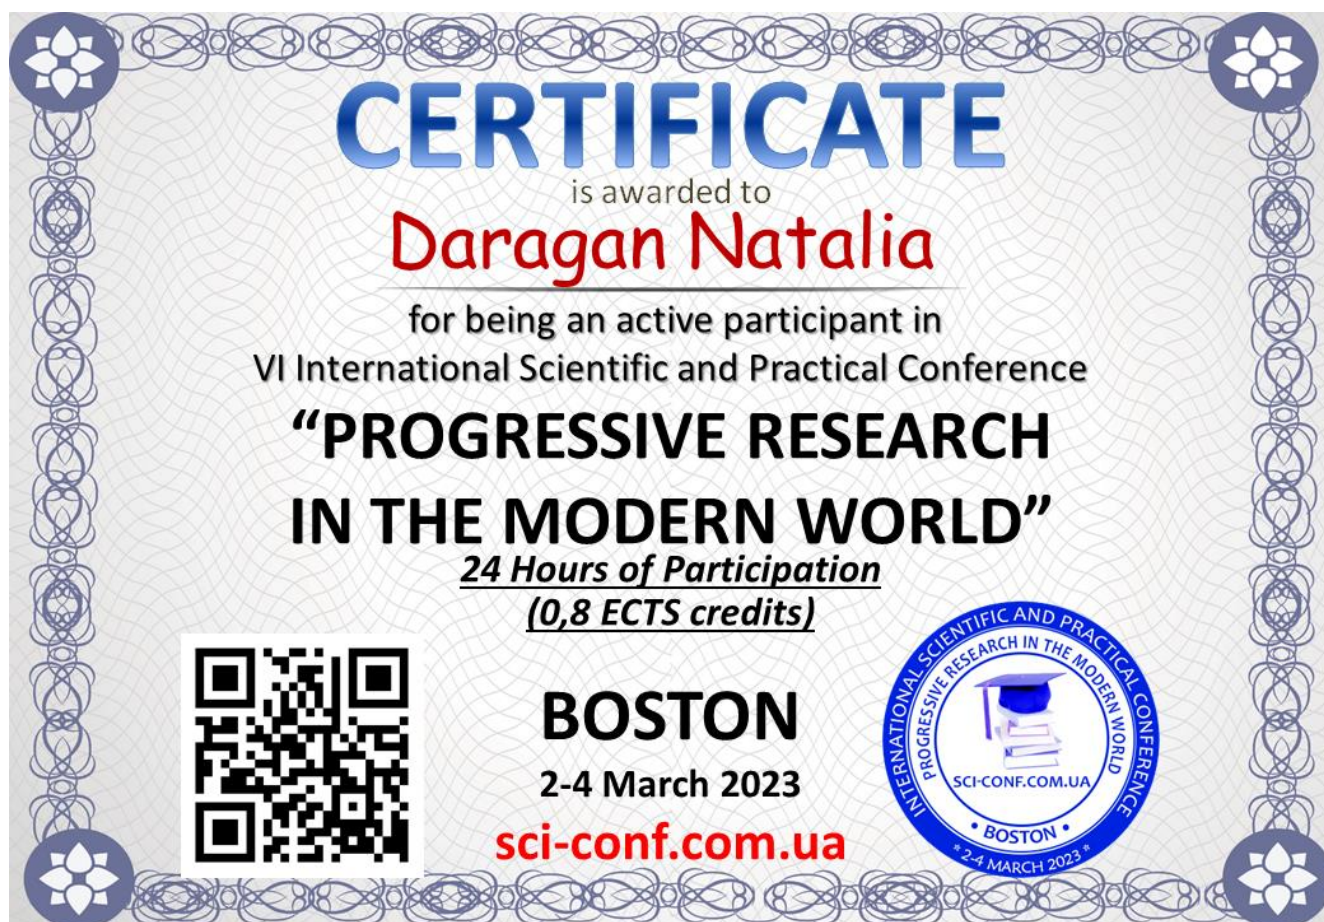 CERTIFICATE
is awarded to
Daragan Natalia
for being an active participant in
VI International Scientific and Practical Conference
“PROGRESSIVE RESEARCH
IN THE MODERN WORLD”
24 Hours of Participation
(0,8 ECTS credits)
BOSTON
2-4 March 2023
sci-conf.com.ua
INTERNATIONAL SCIENTIFIC AND PRACTICAL CONFERENCE
PROGRESSIVE RESEARCH IN THE MODERN WORLD
SCI-CONF.COM.UA
• BOSTON •
* 2-4 MARCH 2023 *